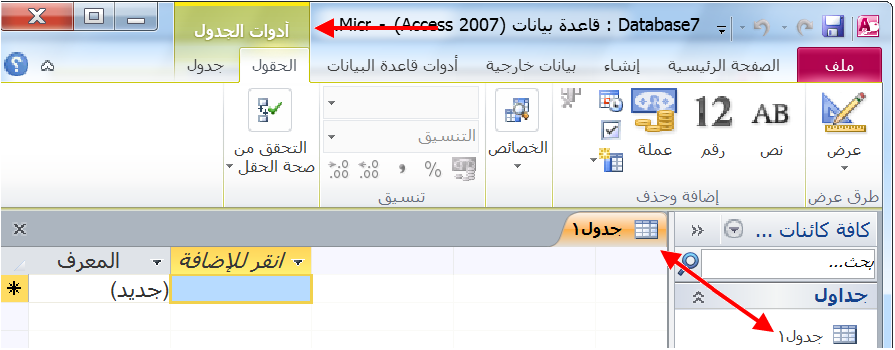 Database7 : قاعدة بيانات (Access 2007) - Micr.
أدوات الجدول
ملف
الصفحة الرئيسية
إنشاء
بيانات خارجية
أدوات قاعدة البيانات
الحقول
جدول
عرض
AB
نص
12
رقم
عملة
الخصائص
التنسيق
%
.00
.00
التحقق من
صحة الحقل
طرق عرض
إضافة وحذف
تنسيق
كافة كائنات ...
جدول١
بحث...
انقر للإضافة
المعرف
(جديد)
جداول
جدول١